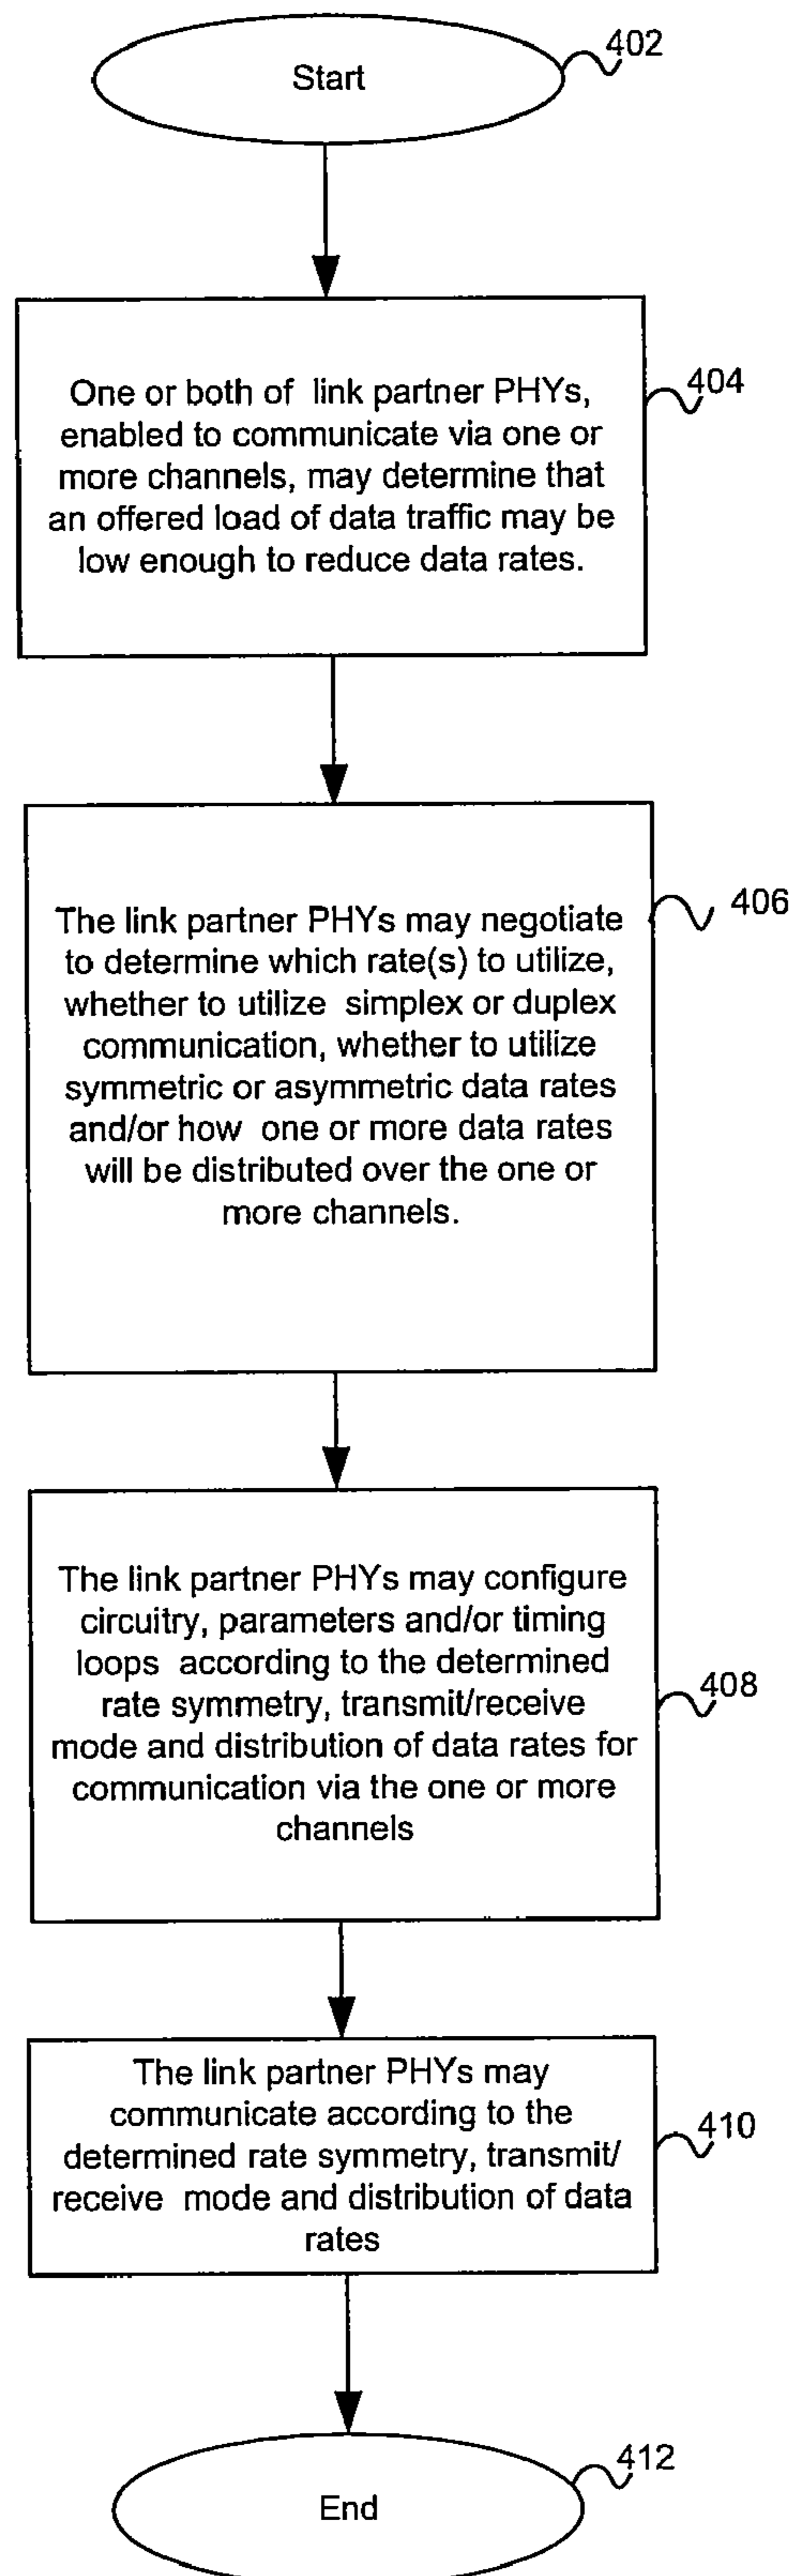 Start
402
One or both of link partner PHYs,
enabled to communicate via one or
more channels, may determine that
an offered load of data traffic may be
low enough to reduce data rates.
404
The link partner PHYs may negotiate
to determine which rate(s) to utilize,
whether to utilize simplex or duplex
communication, whether to utilize
symmetric or asymmetric data rates
and/or how one or more data rates
will be distributed over the one or
more channels.
406
The link partner PHYs may configure
circuitry, parameters and/or timing
loops according to the determined
rate symmetry, transmit/receive
mode and distribution of data rates for
communication via the one or more
channels
408
The link partner PHYs may
communicate according to the
determined rate symmetry, transmit/
receive mode and distribution of data
rates
410
End
412